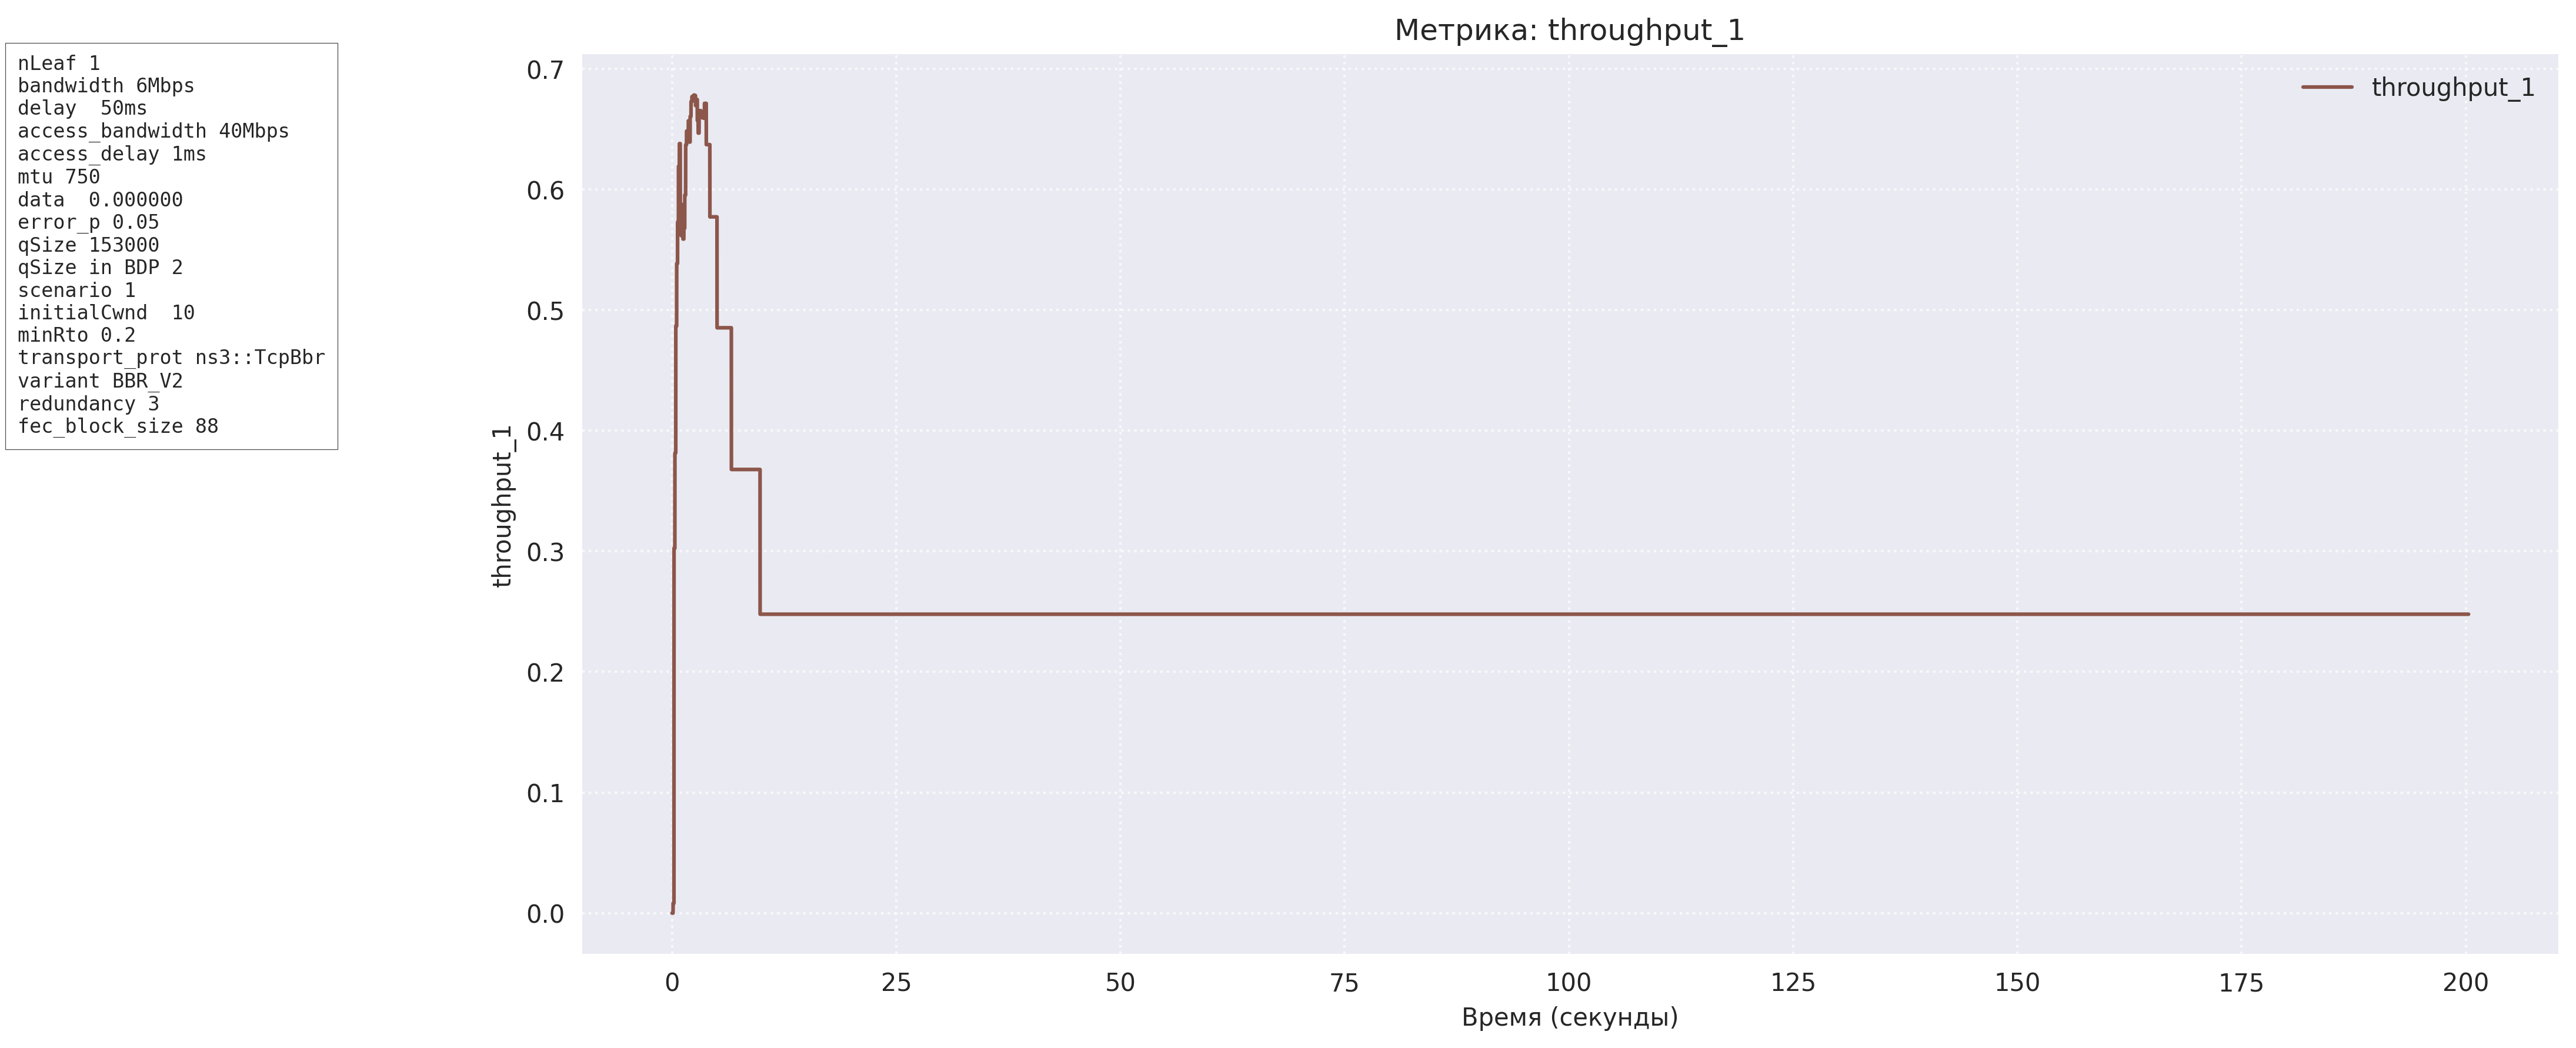 Метрика: throughput_1
nLeaf 1
bandwidth 6Mbps
delay  50ms
access_bandwidth 40Mbps
access_delay 1ms
mtu 750
data  0.000000
error_p 0.05
qSize 153000
qSize in BDP 2
scenario 1
initialCwnd  10
minRto 0.2
transport_prot ns3::TcpBbr
variant BBR_V2
redundancy 3
fec_block_size 88
throughput_1
0.7
0.6
0.5
0.4
0.3
0.2
0.1
0.0
throughput_1
0 25 50 75 100 125 150 175 200
Время (секунды)